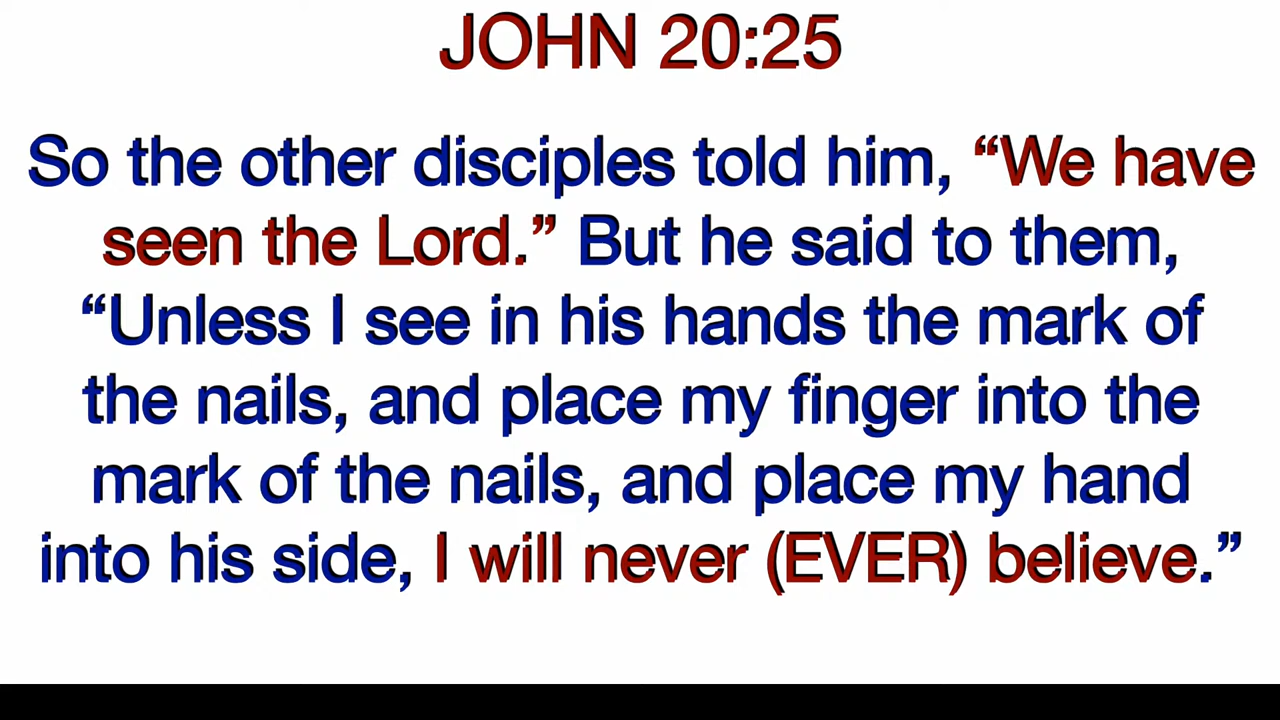 JOHN 20:25
So the other disciples told him, “We have
seen the Lord.” But he said to them,
“Unless I see in his hands the mark of
the nails, and place my finger into the
mark of the nails, and place my hand
into his side, I will never (EVER) believe.”